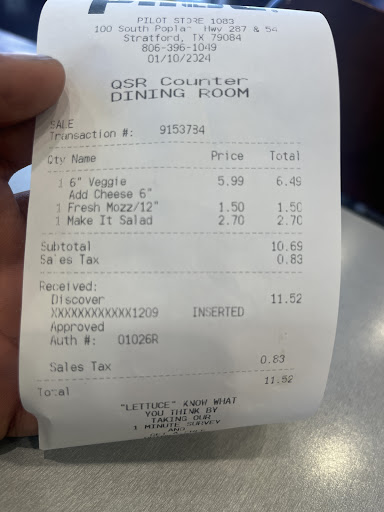 PILOT STORE 1083
100 South Poplar Hwy 287 & 54
Stratford, TX 79084
806-396-1049
01/10/2024
QSR Counter
DINING ROOM
SALE
Transaction #: 9153784
Qty Name Price Total
1 6" Veggie 5.99 6.49
Add Cheese 6"
1 Fresh Mozz/12" 1.50 1.50
1 Make It Salad 2.70 2.70
Subtotal 10.69
Sales Tax 0.83
Received:
Discover 11.52
XXXXXXXXXXXX1209 INSERTED
Approved
Auth #: 01026R
Sales Tax 0.83
Total 11.52
"LETTUCE" KNOW WHAT
YOU THINK BY
TAKING OUR
1 MINUTE SURVEY
AND